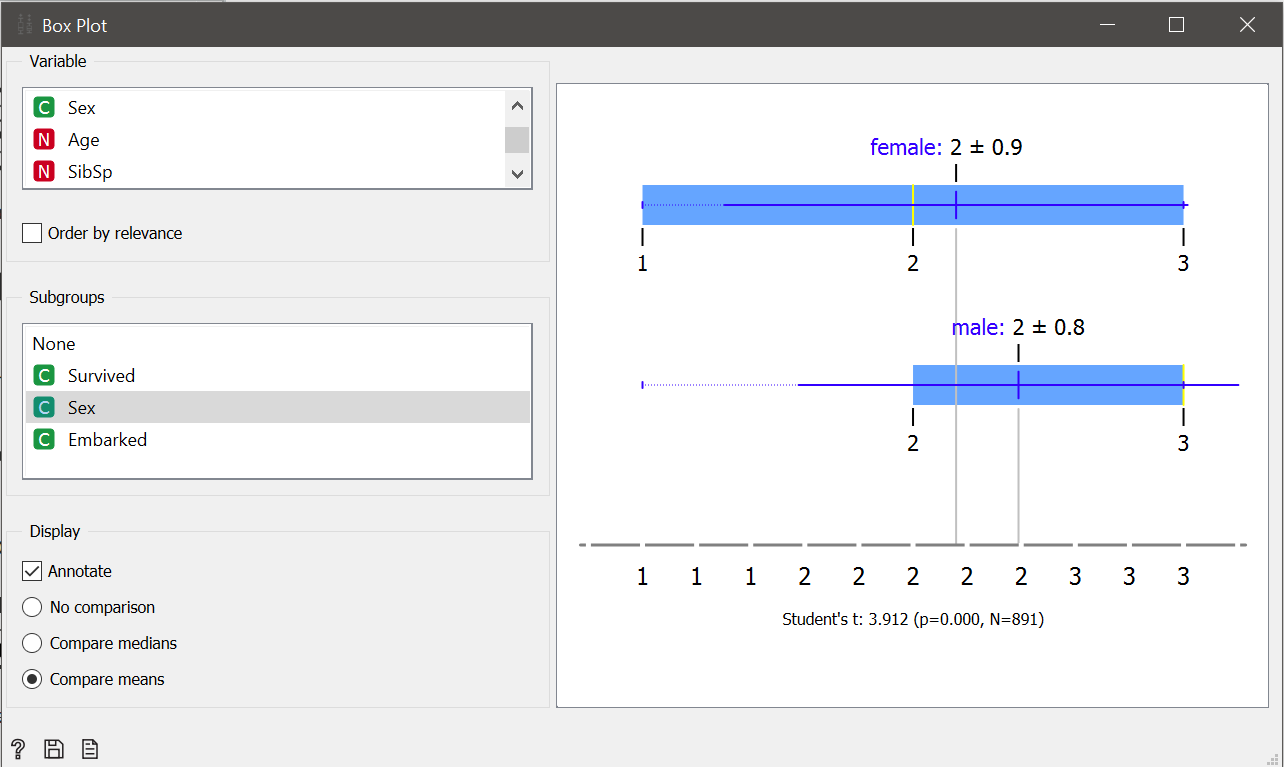 Box Plot
Variable
C Sex
N Age
N SibSp
Order by relevance
Subgroups
None
C Survived
C Sex
C Embarked
Display
Annotate
No comparison
Compare medians
Compare means
?
female: 2 ± 0.9
1 2 3
male: 2 ± 0.8
2 3
1 1 1 2 2 2 2 2 3 3 3
Student's t: 3.912 (p=0.000, N=891)